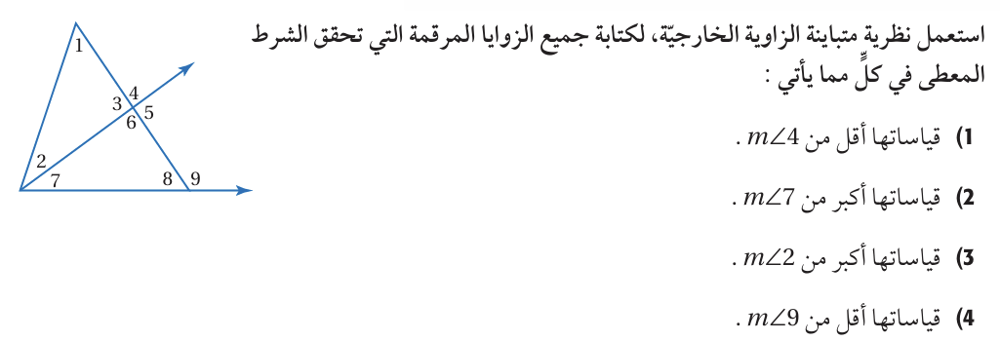 استعمل نظرية متباينة الزاوية الخارجيّة، لكتابة جميع الزوايا المرقمة التي تحقق الشرط
المعطى في كلٍّ مما يأتي :
1) قياساتها أقل من m∠4 .
2) قياساتها أكبر من m∠7 .
3) قياساتها أكبر من m∠2 .
4) قياساتها أقل من m∠9 .
1
4
3 5
6
2
7 8 9